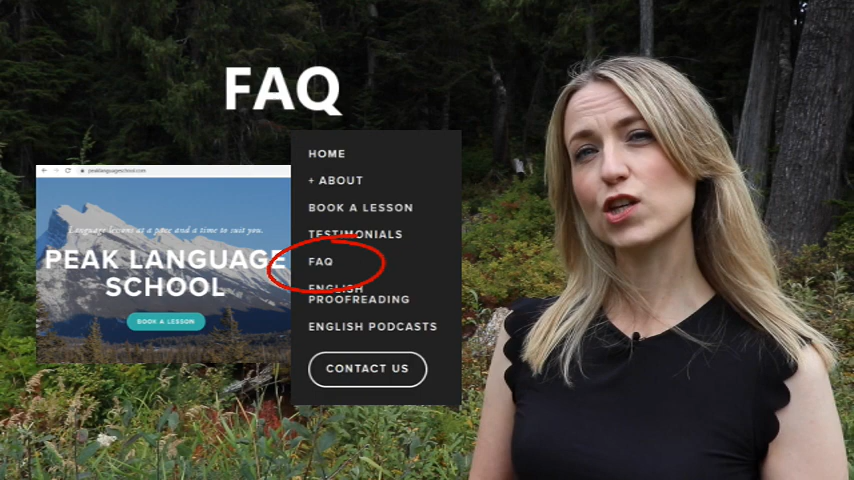 FAQ
peaklanguageschool.com
Language lessons at a pace and a time to suit you.
PEAK LANGUAGE
SCHOOL
BOOK A LESSON
HOME
+ ABOUT
BOOK A LESSON
TESTIMONIALS
FAQ
ENGLISH
PROOFREADING
ENGLISH PODCASTS
CONTACT US